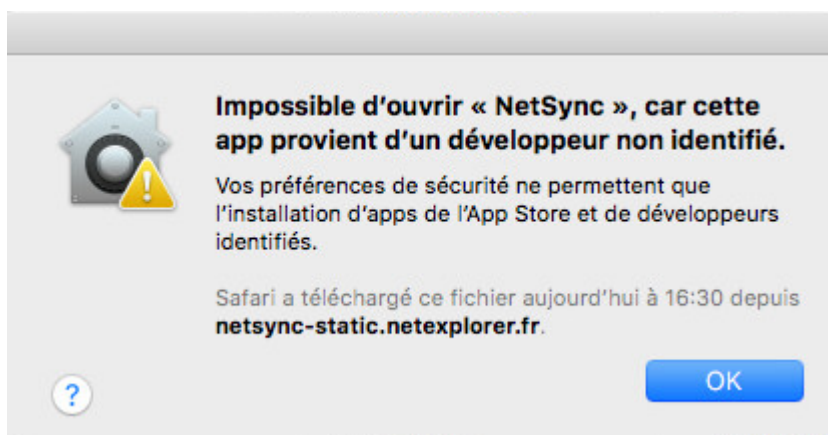 Impossible d'ouvrir « NetSync », car cette
app provient d'un développeur non identifié.
Vos préférences de sécurité ne permettent que
l'installation d'apps de l'App Store et de développeurs
identifiés.
Safari a téléchargé ce fichier aujourd'hui à 16:30 depuis
netsync-static.netexplorer.fr.
?
OK